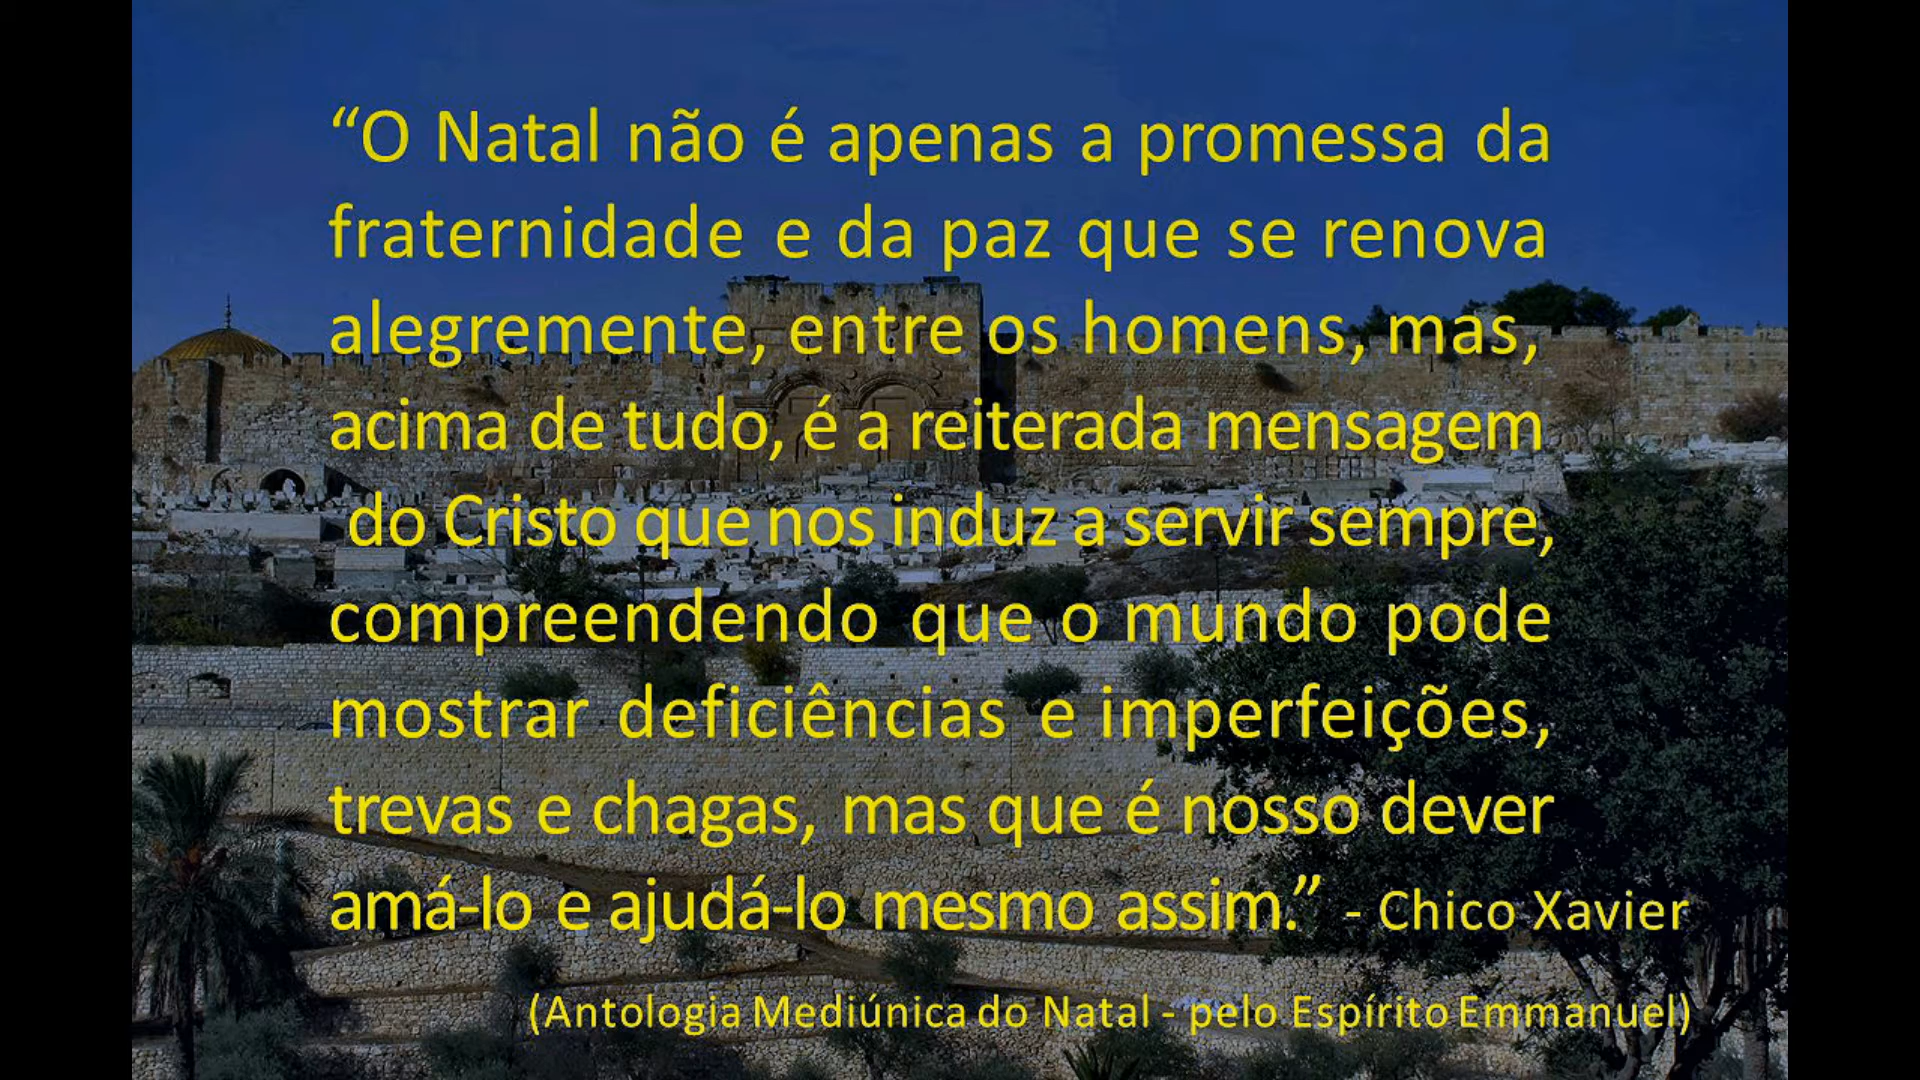 “O Natal não é apenas a promessa da
fraternidade e da paz que se renova
alegremente, entre os homens, mas,
acima de tudo, é a reiterada mensagem
do Cristo que nos induz a servir sempre,
compreendendo que o mundo pode
mostrar deficiências e imperfeições,
trevas e chagas, mas que é nosso dever
amá-lo e ajudá-lo mesmo assim.” - Chico Xavier
(Antologia Mediúnica do Natal - pelo Espírito Emmanuel)